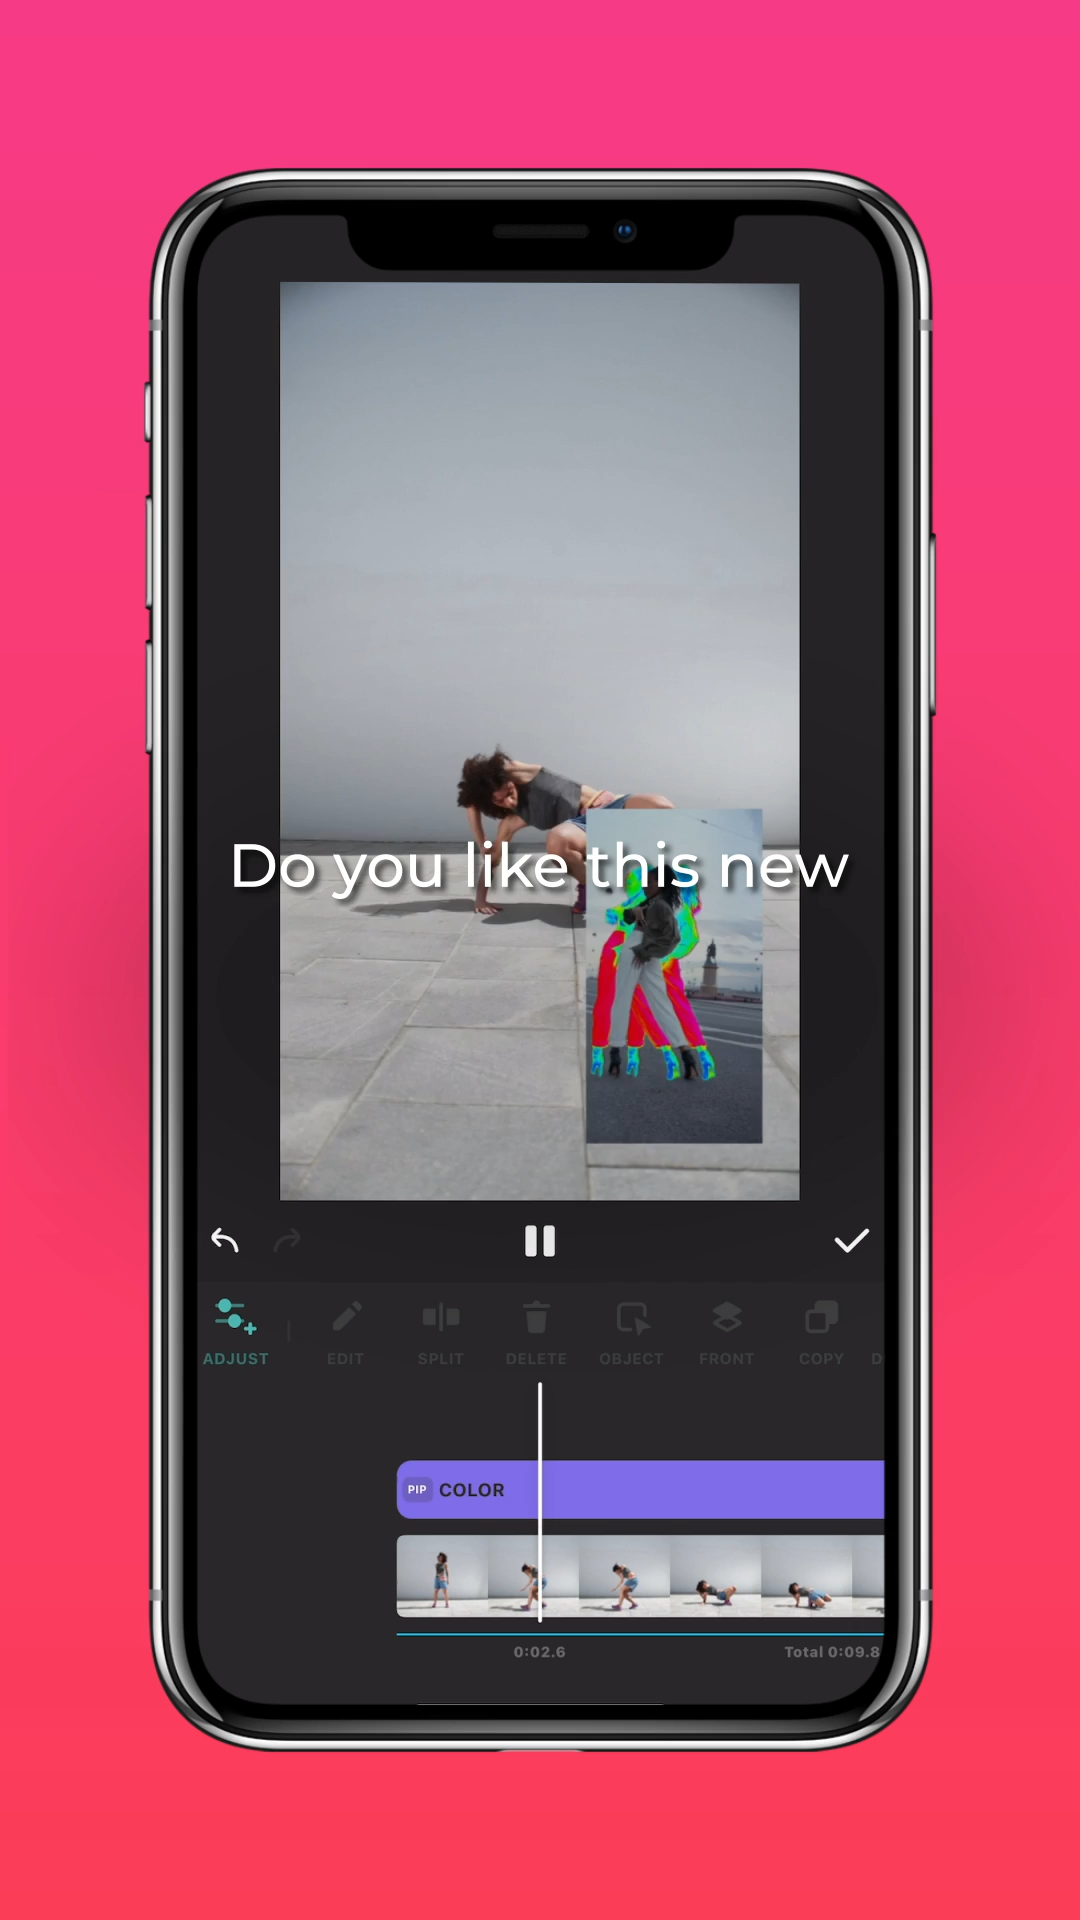 Do you like this new
ADJUST
EDIT
SPLIT
DELETE
OBJECT
FRONT
COPY
D
PIP COLOR
0:02.6
Total 0:09.8